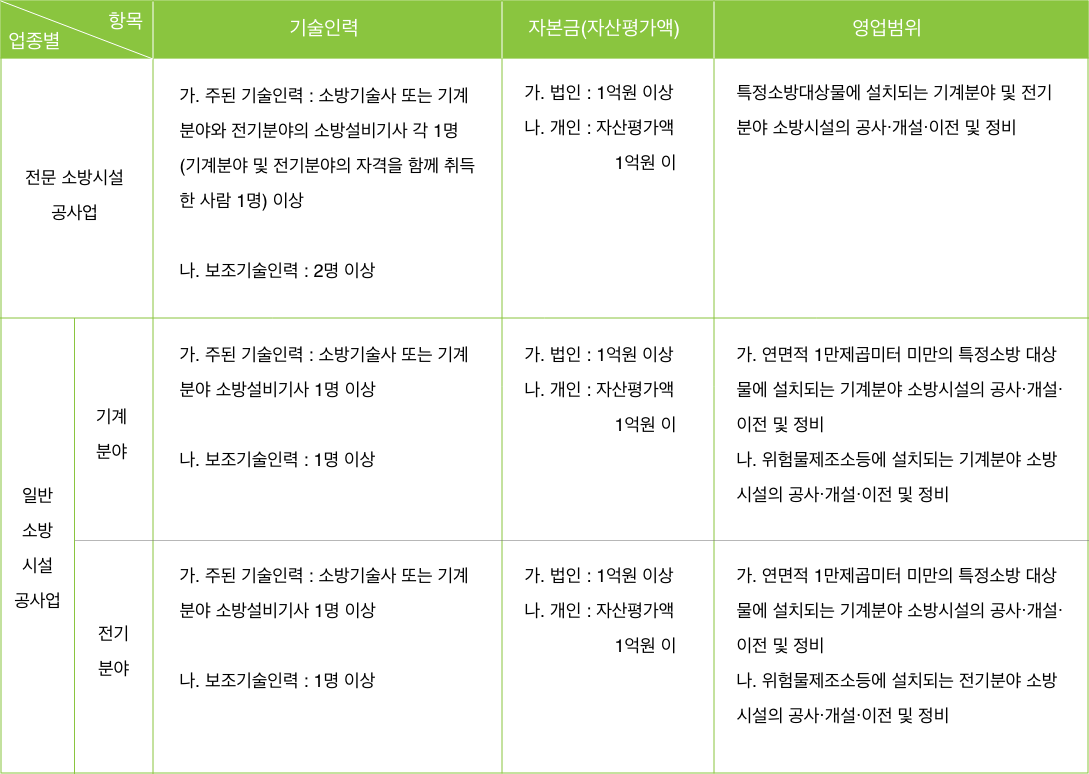 항목
업종별
기술인력
자본금(자산평가액)
영업범위
전문 소방시설
공사업
가. 주된 기술인력 : 소방기술사 또는 기계
분야와 전기분야의 소방설비기사 각 1명
(기계분야 및 전기분야의 자격을 함께 취득
한 사람 1명) 이상
나. 보조기술인력 : 2명 이상
가. 법인 : 1억원 이상
나. 개인 : 자산평가액
1억원 이
특정소방대상물에 설치되는 기계분야 및 전기
분야 소방시설의 공사·개설·이전 및 정비
일반
소방
시설
공사업
기계
분야
가. 주된 기술인력 : 소방기술사 또는 기계
분야 소방설비기사 1명 이상
나. 보조기술인력 : 1명 이상
가. 법인 : 1억원 이상
나. 개인 : 자산평가액
1억원 이
가. 연면적 1만제곱미터 미만의 특정소방 대상
물에 설치되는 기계분야 소방시설의 공사·개설·
이전 및 정비
나. 위험물제조소등에 설치되는 기계분야 소방
시설의 공사·개설·이전 및 정비
전기
분야
가. 주된 기술인력 : 소방기술사 또는 기계
분야 소방설비기사 1명 이상
나. 보조기술인력 : 1명 이상
가. 법인 : 1억원 이상
나. 개인 : 자산평가액
1억원 이
가. 연면적 1만제곱미터 미만의 특정소방 대상
물에 설치되는 기계분야 소방시설의 공사·개설·
이전 및 정비
나. 위험물제조소등에 설치되는 전기분야 소방
시설의 공사·개설·이전 및 정비